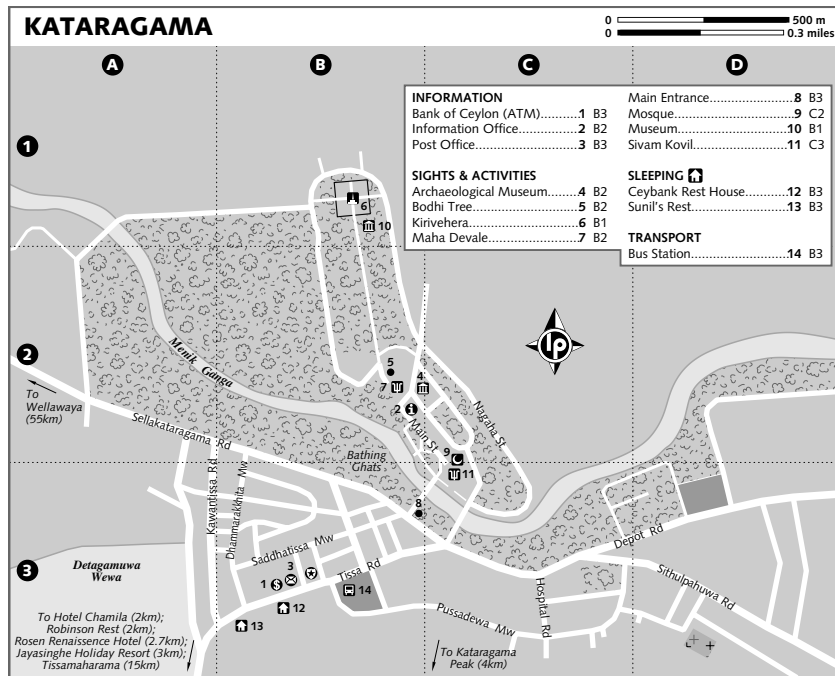 KATARAGAMA
0 500 m
0 0.3 miles
A B C D
1
2
3
INFORMATION
Bank of Ceylon (ATM)............1 B3
Information Office..................2 B2
Post Office..............................3 B3
SIGHTS & ACTIVITIES
Archaeological Museum.......4 B2
Bodhi Tree..............................5 B2
Kirivehera................................6 B1
Maha Devale..........................7 B2
Main Entrance........................8 B3
Mosque....................................9 C2
Museum.................................10 B1
Sivam Kovil............................11 C3
SLEEPING
Ceybank Rest House............12 B3
Sunil's Rest............................13 B3
TRANSPORT
Bus Station............................14 B3
6
10
lp
Menik Ganga
5
4
7
2
Main St
Nagaha St
To
Wellawaya
(55km)
Sellakataragama Rd
Bathing
Ghats
9
11
8
Kawantissa Rd
Dhammarakkhita Mw
Saddhatissa Mw
Tissa Rd
Depot Rd
Sithulpahuwa Rd
Hospital Rd
Pussadewa Mw
Detagamuwa
Wewa
3
1 $
14
12
13
To Hotel Chamila (2km);
Robinson Rest (2km);
Rosen Renaissence Hotel (2.7km);
Jayasinghe Holiday Resort (3km);
Tissamaharama (15km)
To Kataragama
Peak (4km)